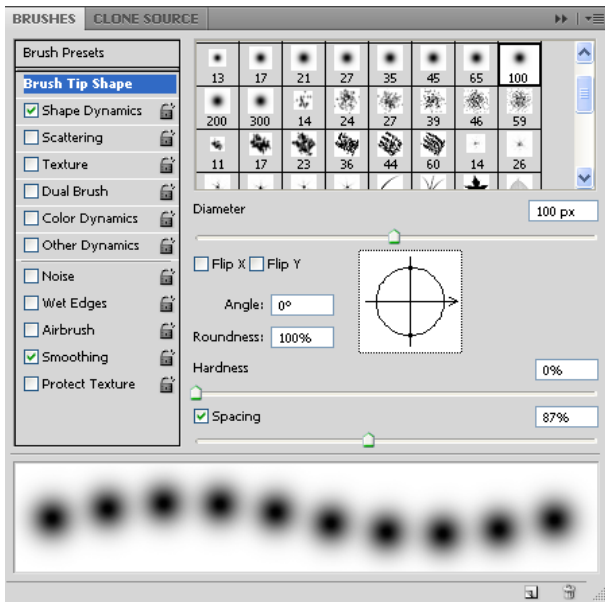 BRUSHES CLONE SOURCE
Brush Presets
Brush Tip Shape
Shape Dynamics
Scattering
Texture
Dual Brush
Color Dynamics
Other Dynamics
Noise
Wet Edges
Airbrush
Smoothing
Protect Texture
13 17 21 27 35 45 65 100
200 300 14 24 27 39 46 59
11 17 23 36 44 60 14 26
Diameter 100 px
Flip X Flip Y
Angle: 0°
Roundness: 100%
Hardness 0%
Spacing 87%